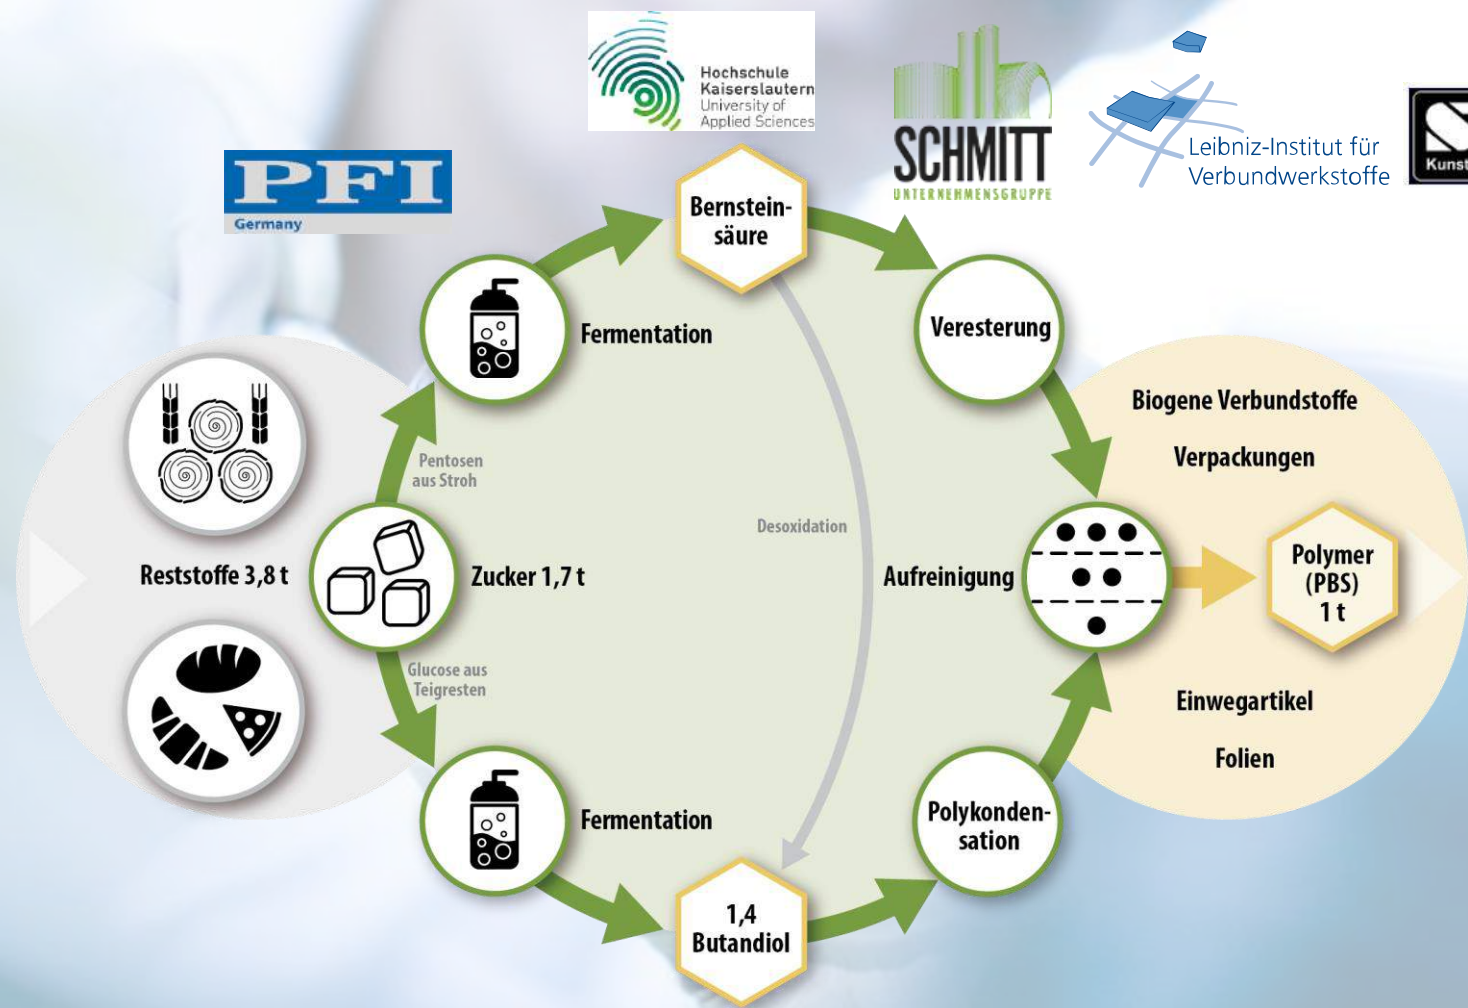 Hochschule
Kaiserslautern
University of
Applied Sciences
SCHMITT
UNTERNEHMENSGRUPPE
Leibniz-Institut für
Verbundwerkstoffe
PFI
Germany
Bernstein-
säure
Fermentation
Veresterung
Biogene Verbundstoffe
Verpackungen
Pentosen
aus Stroh
Desoxidation
Reststoffe 3,8 t
Zucker 1,7 t
Aufreinigung
Polymer
(PBS)
1 t
Glucose aus
Teigresten
Einwegartikel
Folien
Fermentation
Polykonden-
sation
1,4
Butandiol